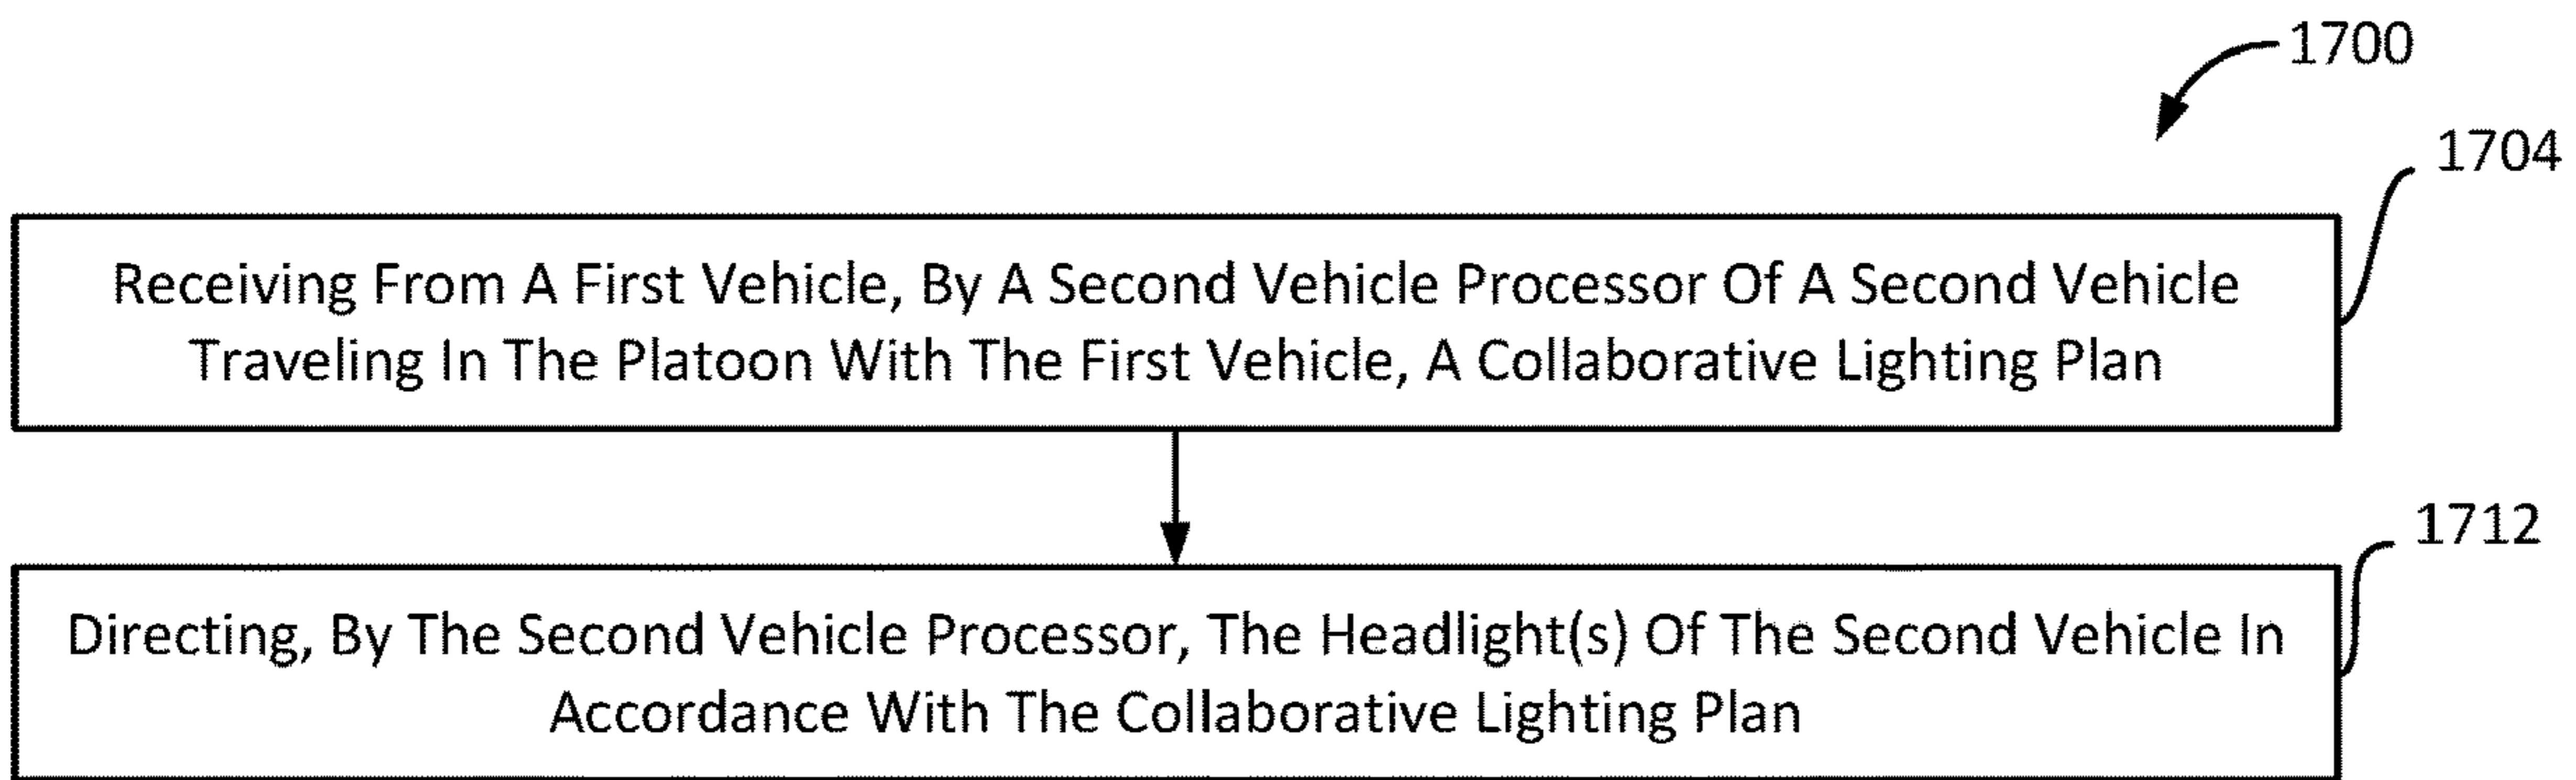 1700
1704
Receiving From A First Vehicle, By A Second Vehicle Processor Of A Second Vehicle
Traveling In The Platoon With The First Vehicle, A Collaborative Lighting Plan
1712
Directing, By The Second Vehicle Processor, The Headlight(s) Of The Second Vehicle In
Accordance With The Collaborative Lighting Plan